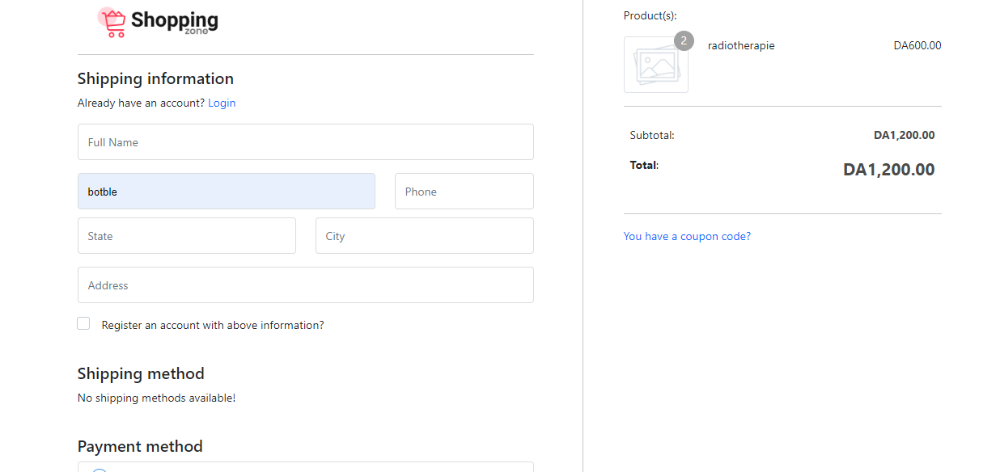 Shopping
zone
Shipping information
Already have an account? Login
Full Name
botble
Phone
State
City
Address
Register an account with above information?
Shipping method
No shipping methods available!
Payment method
Product(s):
2
radiotherapie
DA600.00
Subtotal:
DA1,200.00
Total:
DA1,200.00
You have a coupon code?